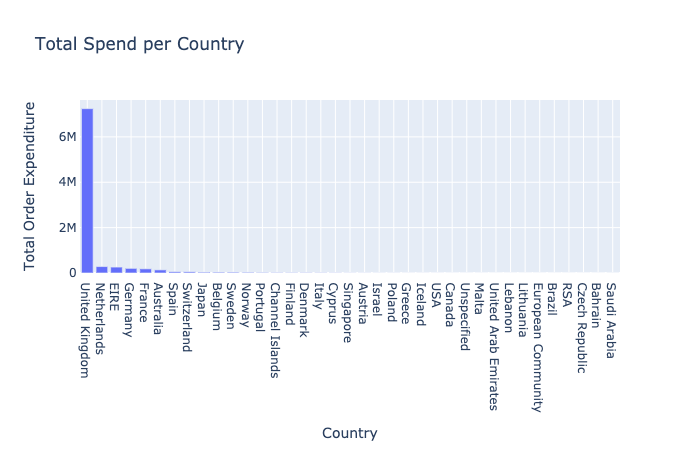 Total Spend per Country
Total Order Expenditure
6M
4M
2M
0
United Kingdom
Netherlands
EIRE
Germany
France
Australia
Spain
Switzerland
Japan
Belgium
Sweden
Norway
Portugal
Channel Islands
Finland
Denmark
Italy
Cyprus
Singapore
Austria
Israel
Poland
Greece
Iceland
USA
Canada
Unspecified
Malta
United Arab Emirates
Lebanon
Lithuania
European Community
Brazil
RSA
Czech Republic
Bahrain
Saudi Arabia
Country